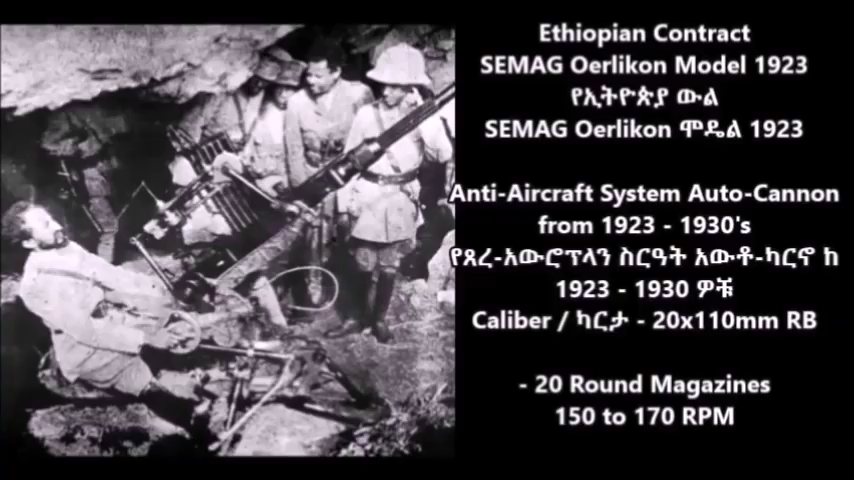 Ethiopian Contract
SEMAG Oerlikon Model 1923
የኢትዮጵያ ውል
SEMAG Oerlikon ሞዴል 1923
Anti-Aircraft System Auto-Cannon
from 1923 - 1930's
የጸረ-አውሮፕላን ስርዓት አውቶ-ካርኖ ከ
1923 - 1930 ዎቹ
Caliber / ካርታ - 20x110mm RB
- 20 Round Magazines
150 to 170 RPM